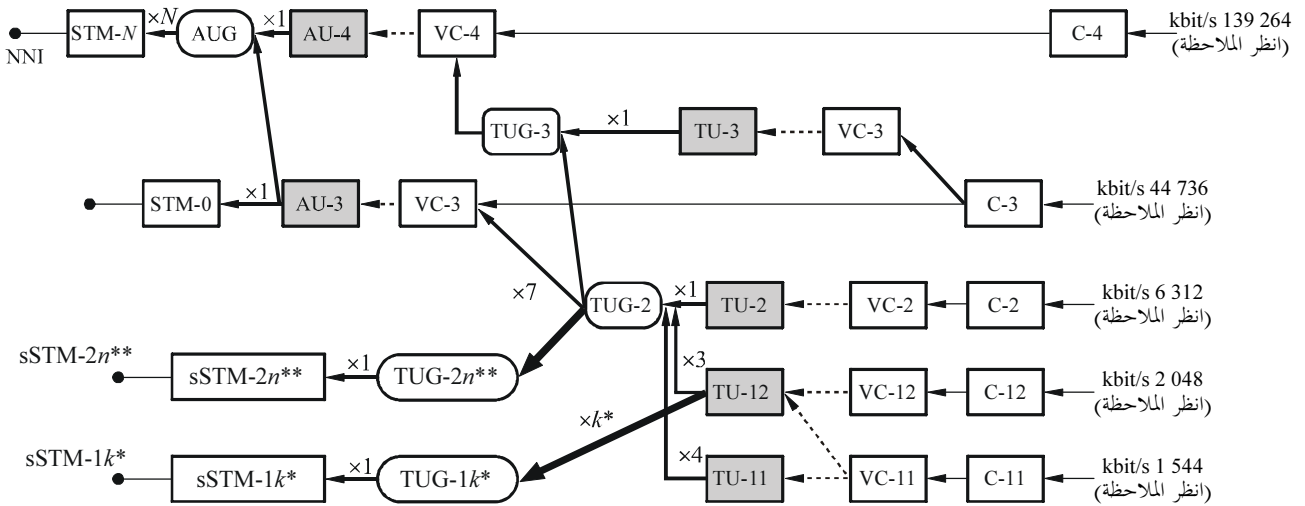 kbit/s 139 264
(انظر الملاحظة)
C-4
VC-4
×1
AU-4
×N
AUG
STM-N
NNI
×1
TUG-3
TU-3
VC-3
kbit/s 44 736
(انظر الملاحظة)
STM-0
×1
AU-3
VC-3
C-3
×7
TUG-2
×1
TU-2
VC-2
C-2
kbit/s 6 312
(انظر الملاحظة)
sSTM-2n**
sSTM-2n**
×1
TUG-2n**
×3
TU-12
VC-12
C-12
kbit/s 2 048
(انظر الملاحظة)
×k*
sSTM-1k*
sSTM-1k*
×1
TUG-1k*
×4
TU-11
VC-11
C-11
kbit/s 1 544
(انظر الملاحظة)